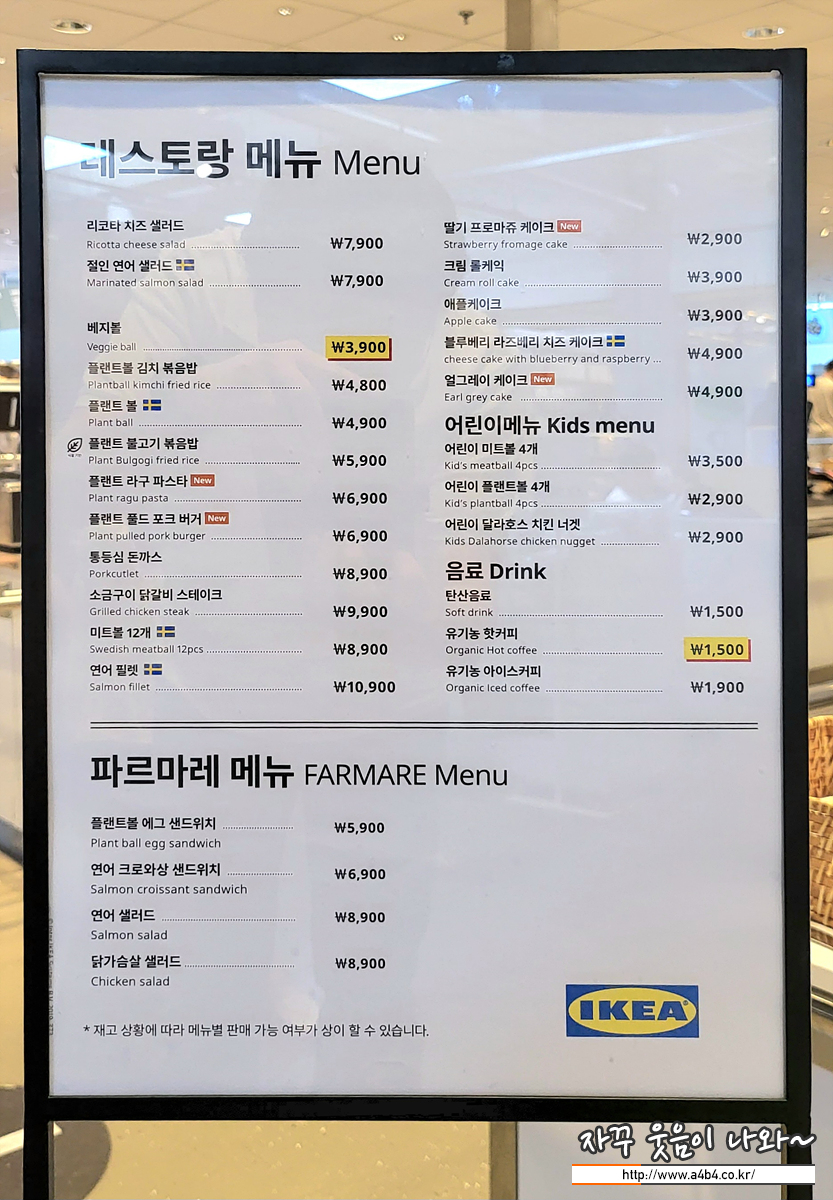 레스토랑 메뉴 Menu
리코타 치즈 샐러드
Ricotta cheese salad ₩7,900
절인 연어 샐러드
Marinated salmon salad ₩7,900
베지볼
Veggie ball ₩3,900
플랜트볼 김치 볶음밥
Plantball kimchi fried rice ₩4,800
플랜트 볼
Plant ball ₩4,900
플랜트 불고기 볶음밥
Plant Bulgogi fried rice ₩5,900
플랜트 라구 파스타 New
Plant ragu pasta ₩6,900
플랜트 풀드 포크 버거 New
Plant pulled pork burger ₩6,900
통등심 돈까스
Porkcutlet ₩8,900
소금구이 닭갈비 스테이크
Grilled chicken steak ₩9,900
미트볼 12개
Swedish meatball 12pcs ₩8,900
연어 필렛
Salmon fillet ₩10,900
딸기 프로마쥬 케이크 New
Strawberry fromage cake ₩2,900
크림 롤케익
Cream roll cake ₩3,900
애플케이크
Apple cake ₩3,900
블루베리 라즈베리 치즈 케이크
cheese cake with blueberry and raspberry ... ₩4,900
얼그레이 케이크 New
Earl grey cake ₩4,900
어린이메뉴 Kids menu
어린이 미트볼 4개
Kid's meatball 4pcs ₩3,500
어린이 플랜트볼 4개
Kid's plantball 4pcs ₩2,900
어린이 달라호스 치킨 너겟
Kids Dalahorse chicken nugget ₩2,900
음료 Drink
탄산음료
Soft drink ₩1,500
유기농 핫커피
Organic Hot coffee ₩1,500
유기농 아이스커피
Organic Iced coffee ₩1,900
파르마레 메뉴 FARMARE Menu
플랜트볼 에그 샌드위치 ₩5,900
Plant ball egg sandwich
연어 크로와상 샌드위치 ₩6,900
Salmon croissant sandwich
연어 샐러드 ₩8,900
Salmon salad
닭가슴살 샐러드 ₩8,900
Chicken salad
* 재고 상황에 따라 메뉴별 판매 가능 여부가 상이 할 수 있습니다.
IKEA
자꾸 웃음이 나와~
http://www.a4b4.co.kr/